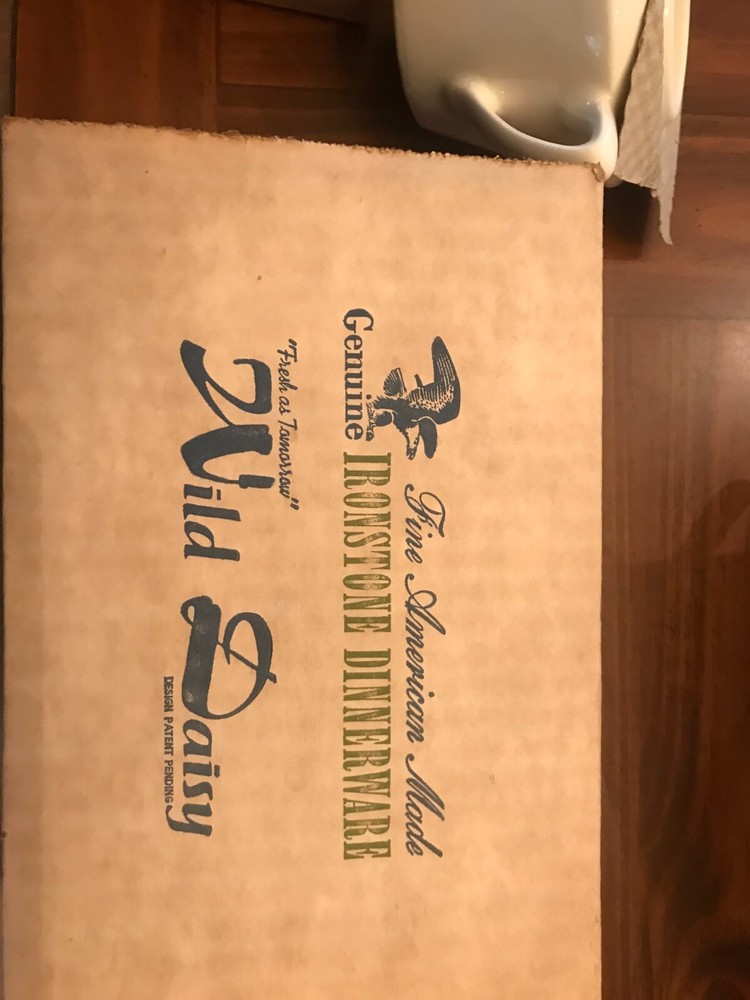 Fine American Made
Genuine IRONSTONE DINNERWARE
"Fresh as Tomorrow"
Wild Daisy
DESIGN PATENT PENDING